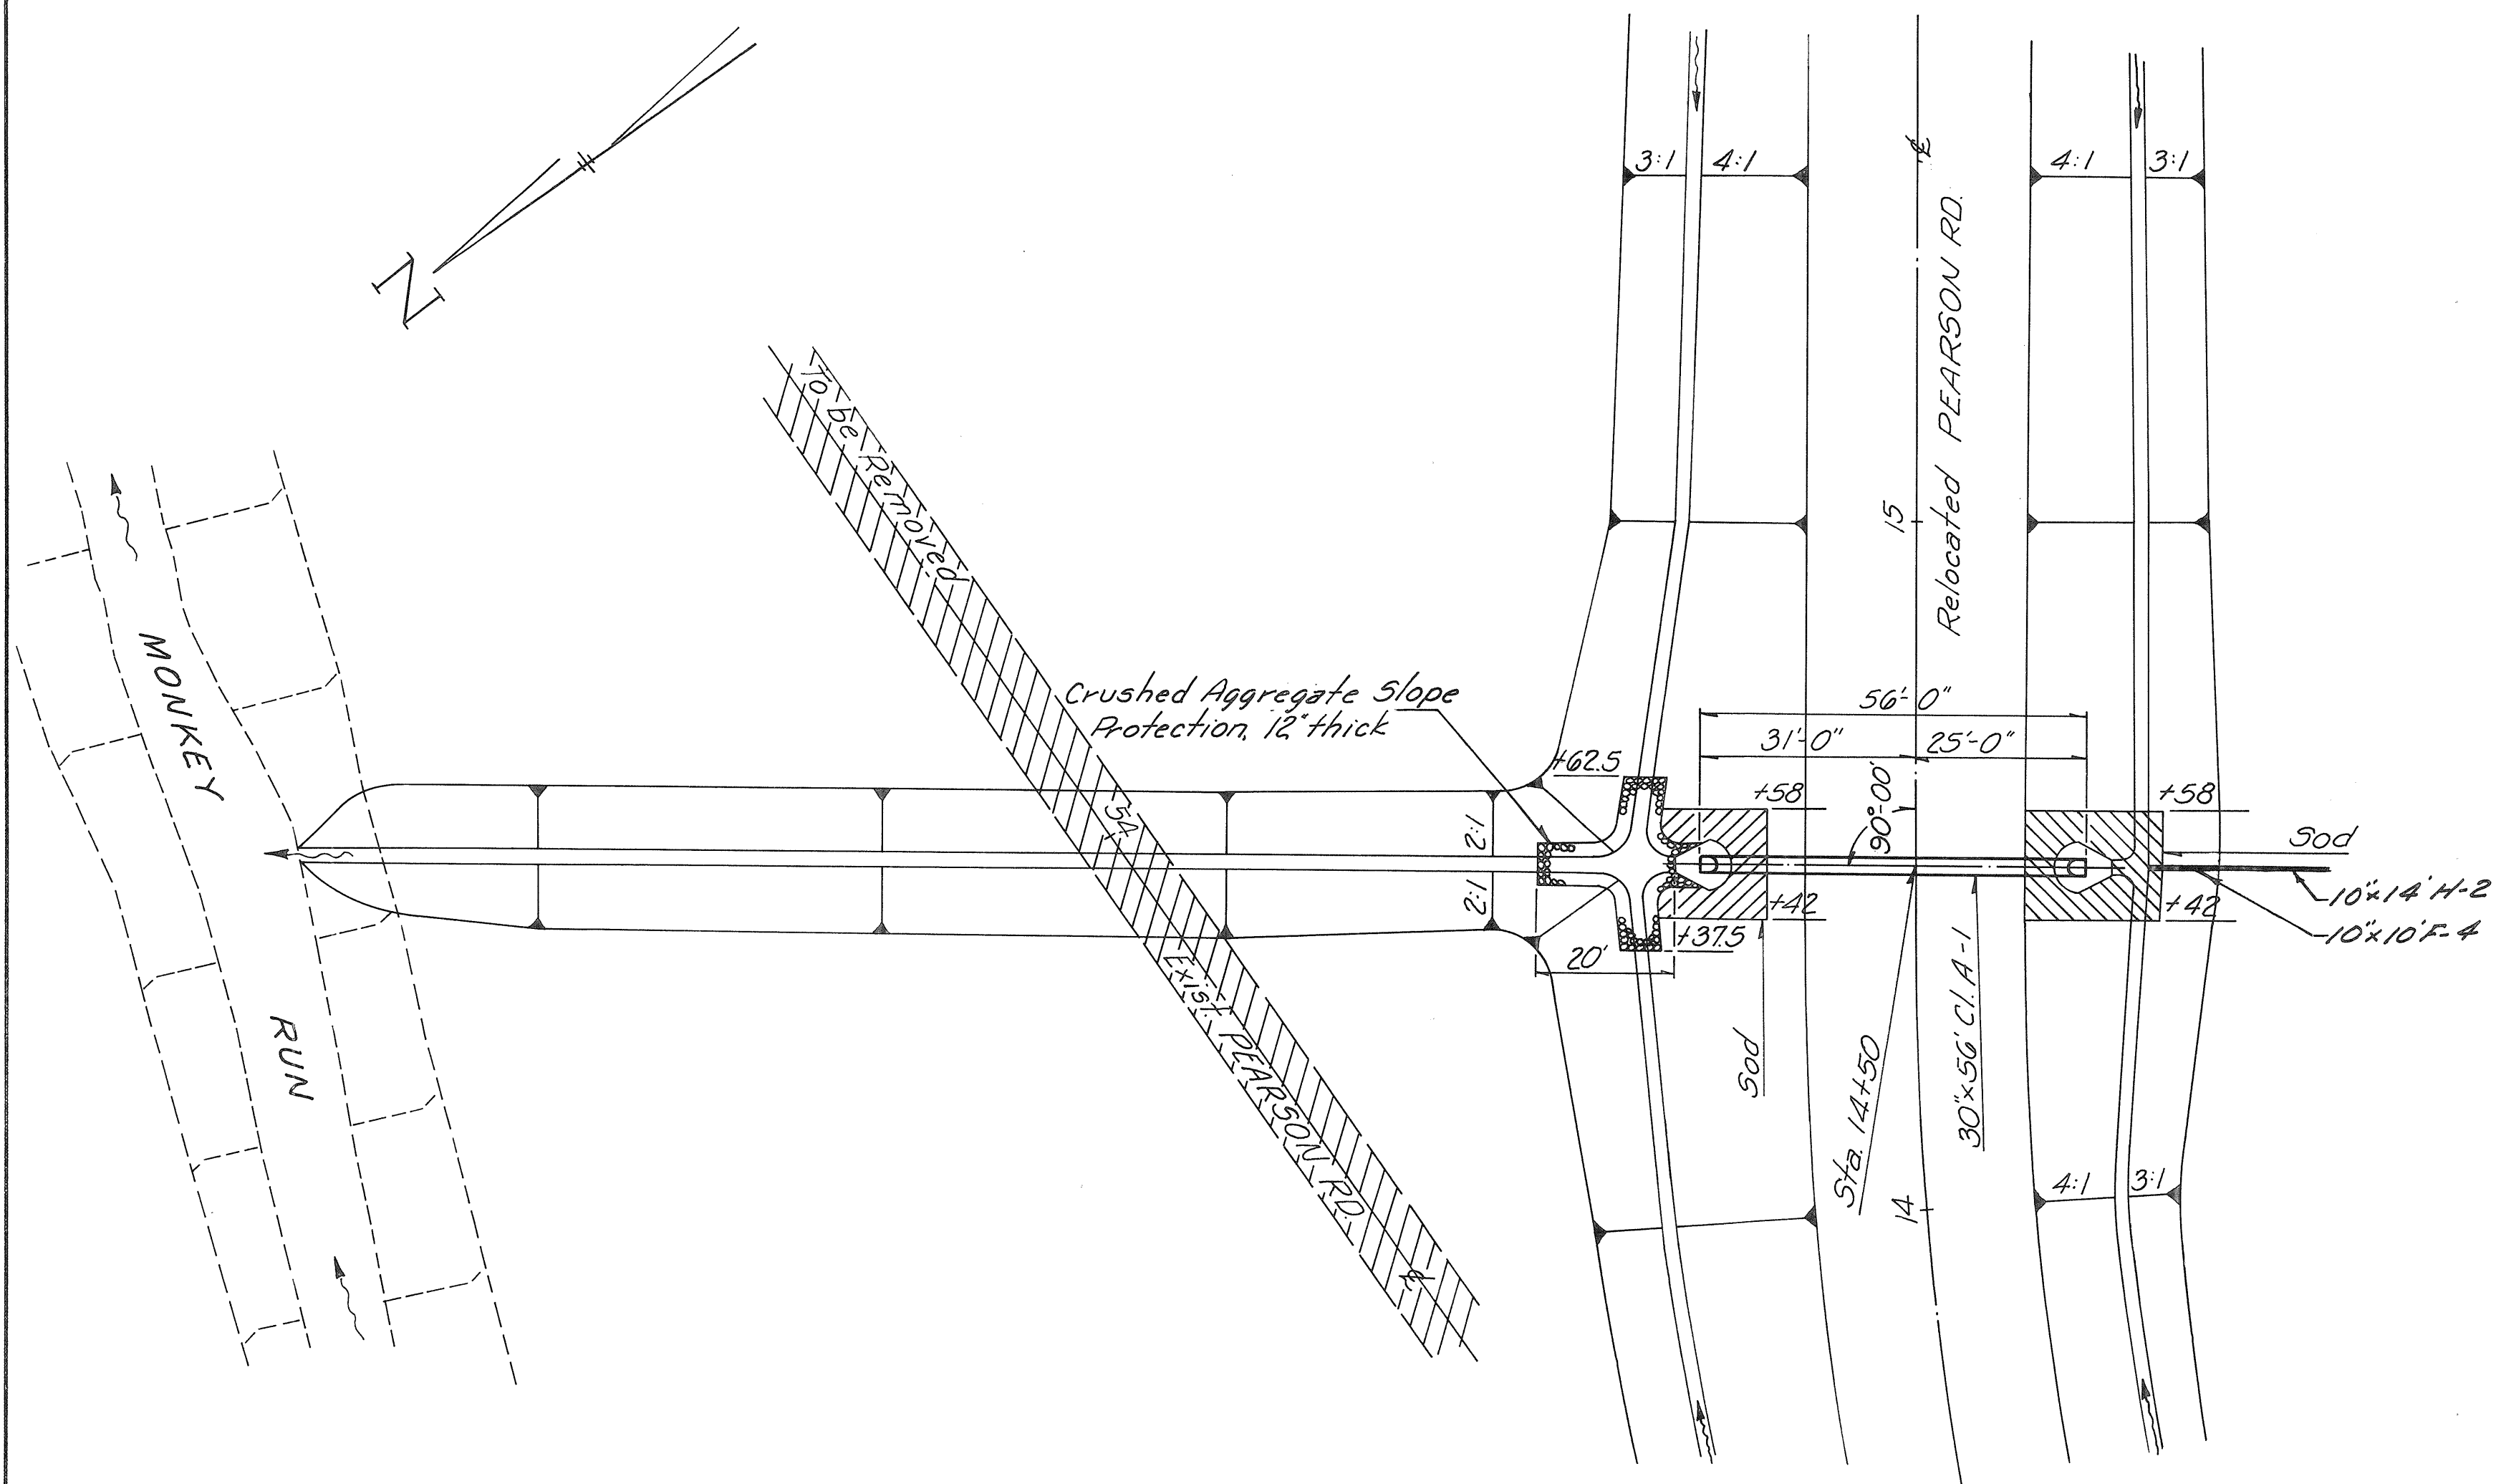 N
3:1
4:1
℄
4:1
3:1
Relocated PEARSON RD.
15
To be Removed
MONKEY
RUN
Crushed Aggregate Slope
Protection, 12" thick
56'-0"
31'-0"
25'-0"
90°-00'
+62.5
+58
+58
Sod
10"x14' H-2
10"x10' F-4
+42
+42
+37.5
20'
2:1
2:1
Exist. PEARSON RD.
℄
Sod
Sta. 14+50
30"x56' Cl. A-1
14
4:1
3:1